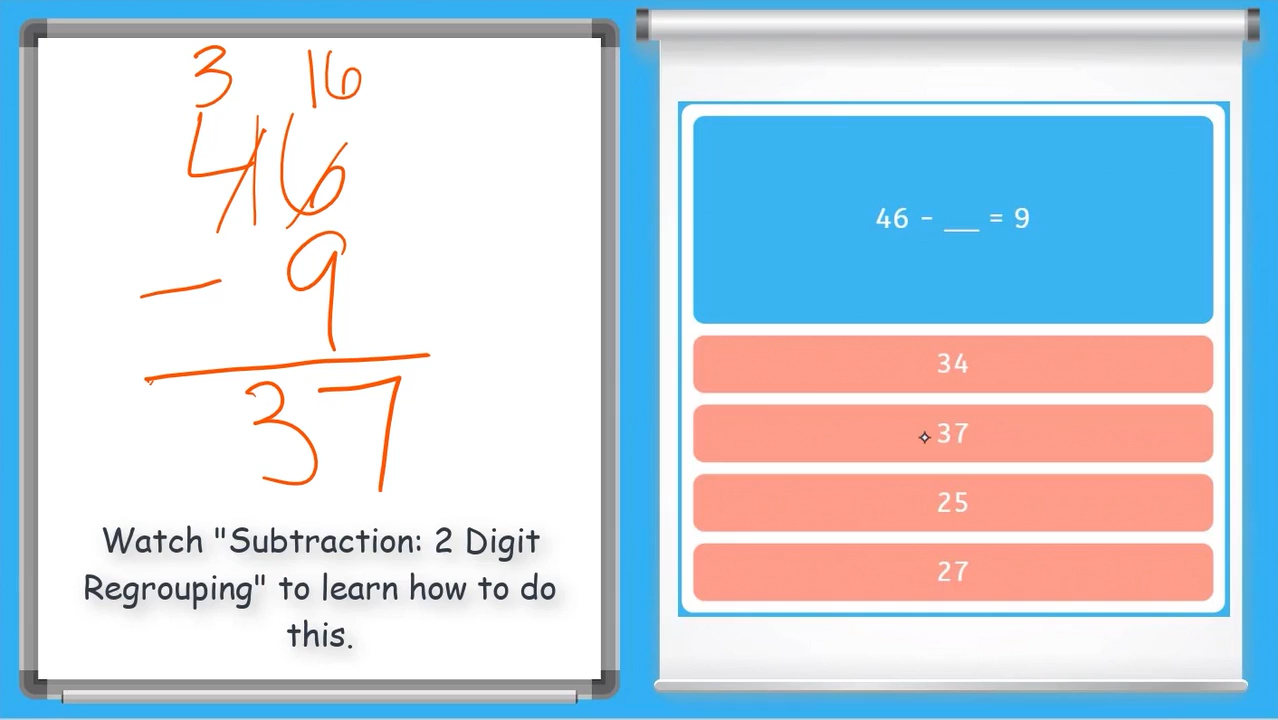 3 16
46
- 9
37
Watch "Subtraction: 2 Digit
Regrouping" to learn how to do
this.
46 - __ = 9
34
37
25
27